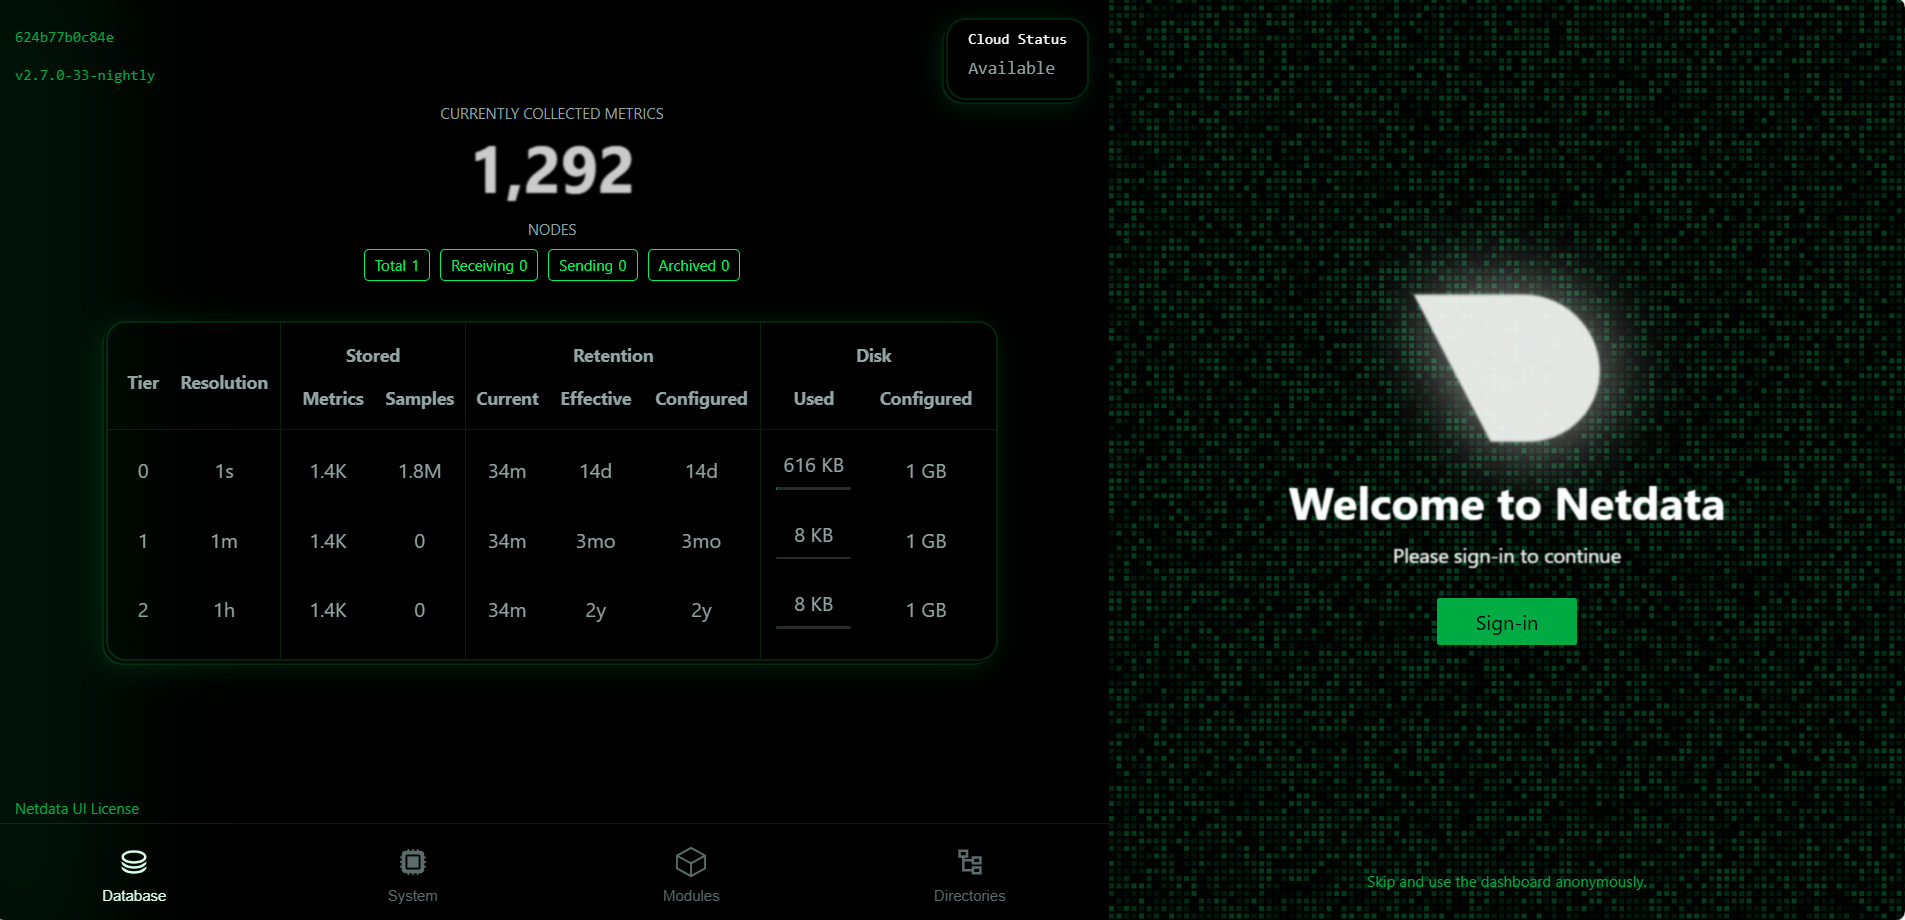 624b77b0c84e
v2.7.0-33-nightly
Cloud Status
Available
CURRENTLY COLLECTED METRICS
1,292
NODES
Total 1 Receiving 0 Sending 0 Archived 0
Stored Retention Disk
Tier Resolution
Metrics Samples Current Effective Configured Used Configured
0 1s 1.4K 1.8M 34m 14d 14d 616 KB 1 GB
1 1m 1.4K 0 34m 3mo 3mo 8 KB 1 GB
2 1h 1.4K 0 34m 2y 2y 8 KB 1 GB
Netdata UI License
Database System Modules Directories
Welcome to Netdata
Please sign-in to continue
Sign-in
Skip and use the dashboard anonymously.